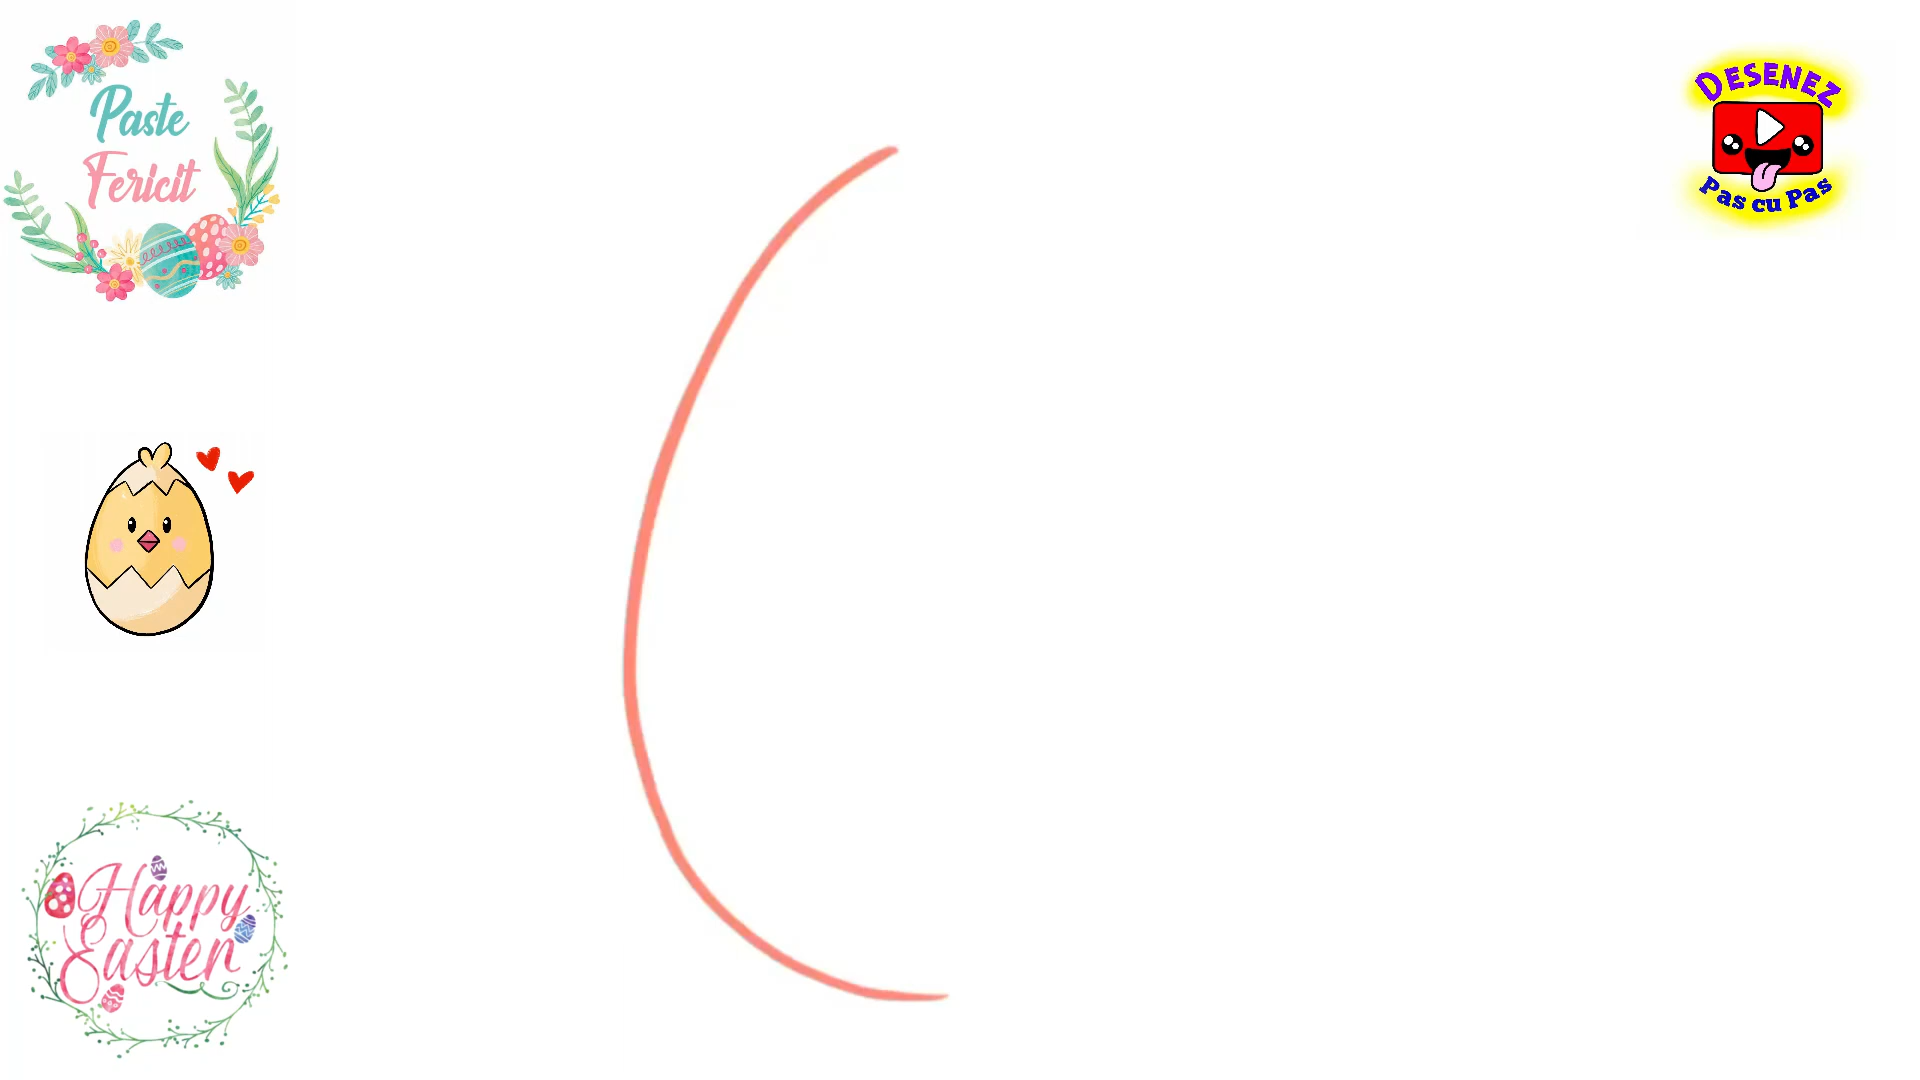 Paste
Fericit
DESENEZ
Pas cu Pas
Happy
Easter